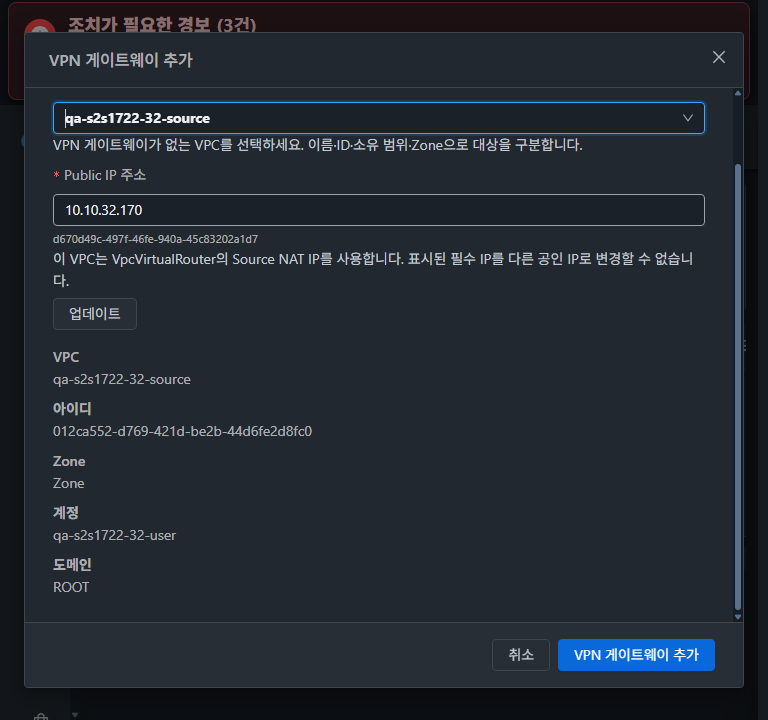 조치가 필요한 경보 (3건)
VPN 게이트웨이 추가
qa-s2s1722-32-source
VPN 게이트웨이가 없는 VPC를 선택하세요. 이름·ID·소유 범위·Zone으로 대상을 구분합니다.
* Public IP 주소
10.10.32.170
d670d49c-497f-46fe-940a-45c83202a1d7
이 VPC는 VpcVirtualRouter의 Source NAT IP를 사용합니다. 표시된 필수 IP를 다른 공인 IP로 변경할 수 없습니
다.
업데이트
VPC
qa-s2s1722-32-source
아이디
012ca552-d769-421d-be2b-44d6fe2d8fc0
Zone
Zone
계정
qa-s2s1722-32-user
도메인
ROOT
취소
VPN 게이트웨이 추가